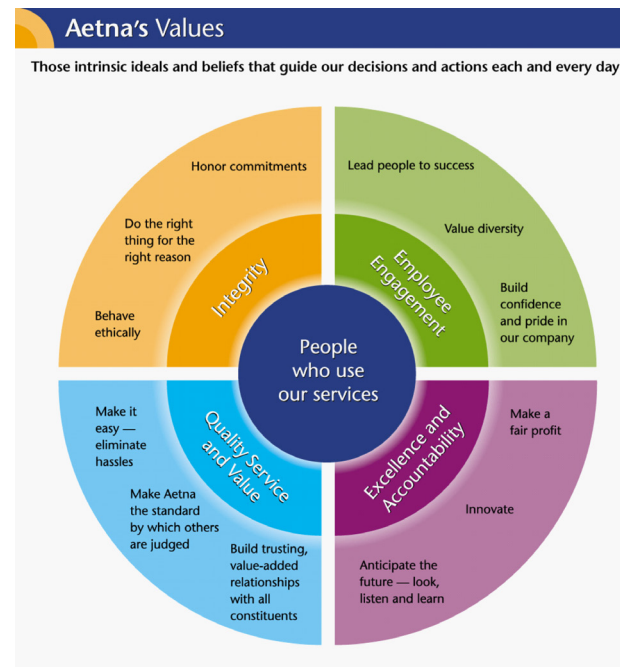 Aetna's Values
Those intrinsic ideals and beliefs that guide our decisions and actions each and every day
Honor commitments
Do the right
thing for the
right reason
Behave
ethically
Integrity
Lead people to success
Value diversity
Build
confidence
and pride in
our company
Employee
Engagement
People
who use
our services
Make it
easy —
eliminate
hassles
Make Aetna
the standard
by which others
are judged
Build trusting,
value-added
relationships
with all
constituents
Quality Service
and Value
Excellence and
Accountability
Make a
fair profit
Innovate
Anticipate the
future — look,
listen and learn